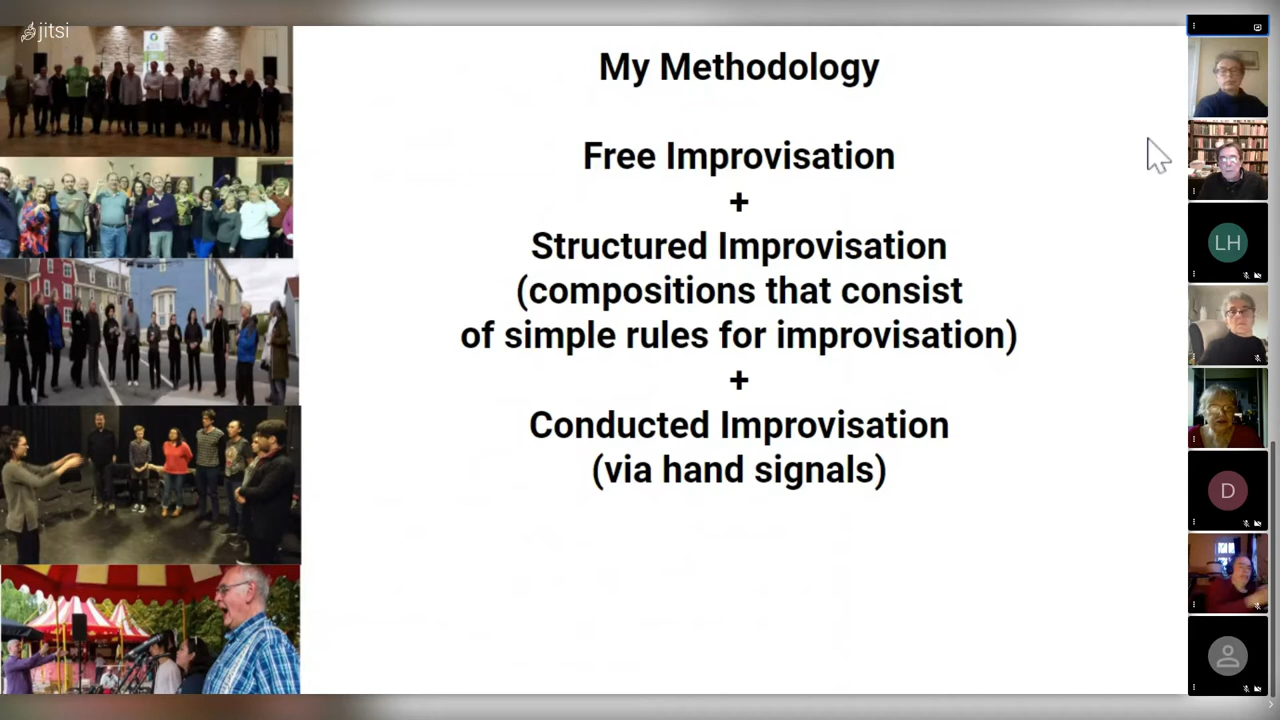 jitsi
My Methodology
Free Improvisation
+
Structured Improvisation
(compositions that consist
of simple rules for improvisation)
+
Conducted Improvisation
(via hand signals)
LH
D